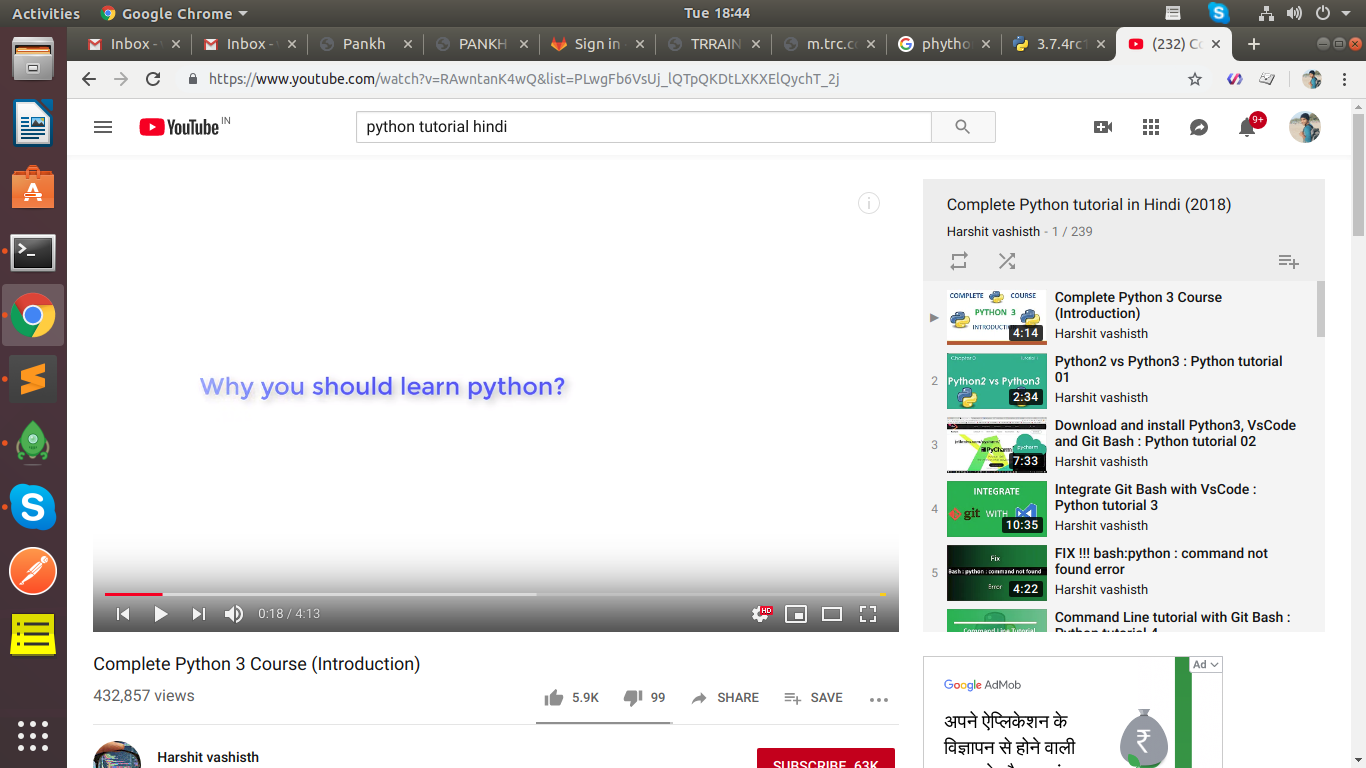 Activities
Google Chrome
Tue 18:44
Inbox -
Inbox -
Pankh
PANKH
Sign in
TRRAIN
m.trc.cc
phytho
3.7.4rc1
(232) Co
https://www.youtube.com/watch?v=RAwntanK4wQ&list=PLwgFb6VsUj_lQTpQKDtLXKXElQychT_2j
YouTube IN
python tutorial hindi
9+
Why you should learn python?
0:18 / 4:13
HD
Complete Python 3 Course (Introduction)
432,857 views
5.9K
99
SHARE
SAVE
Harshit vashisth
SUBSCRIBE 63K
Complete Python tutorial in Hindi (2018)
Harshit vashisth - 1 / 239
COMPLETE COURSE
PYTHON 3
4:14
Complete Python 3 Course
(Introduction)
Harshit vashisth
2
Python2 vs Python3
2:34
Python2 vs Python3 : Python tutorial
01
Harshit vashisth
3
PyCharm
7:33
Download and install Python3, VsCode
and Git Bash : Python tutorial 02
Harshit vashisth
4
INTEGRATE
git WITH
10:35
Integrate Git Bash with VsCode :
Python tutorial 3
Harshit vashisth
5
Fix
Bash : python : command not found
Error
4:22
FIX !!! bash:python : command not
found error
Harshit vashisth
Command Line Tutorial
Command Line tutorial with Git Bash :
Python tutorial 4
Ad
Google AdMob
अपने ऐप्लिकेशन के
विज्ञापन से होने वाली